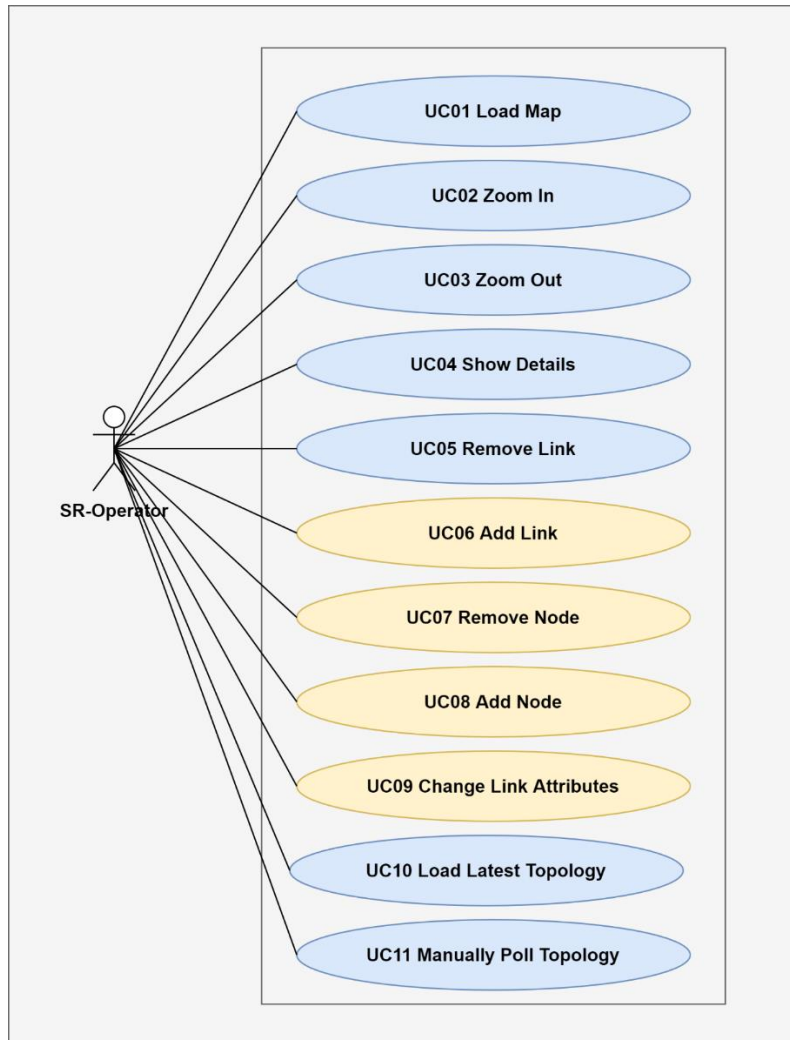 UC01 Load Map
UC02 Zoom In
UC03 Zoom Out
UC04 Show Details
UC05 Remove Link
SR-Operator
UC06 Add Link
UC07 Remove Node
UC08 Add Node
UC09 Change Link Attributes
UC10 Load Latest Topology
UC11 Manually Poll Topology